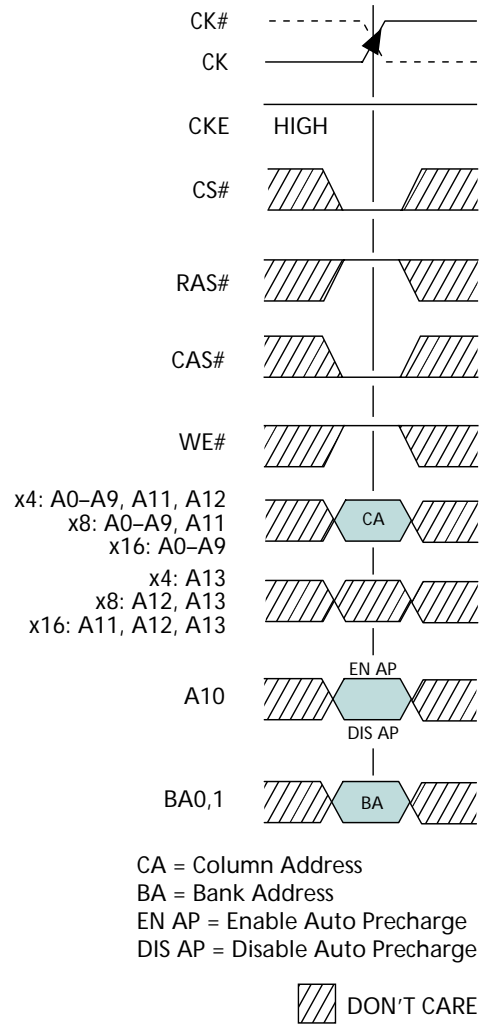 CK#
CK
CKE HIGH
CS#
RAS#
CAS#
WE#
x4: A0–A9, A11, A12
x8: A0–A9, A11
x16: A0–A9
CA
x4: A13
x8: A12, A13
x16: A11, A12, A13
EN AP
A10
DIS AP
BA0,1
BA
CA = Column Address
BA = Bank Address
EN AP = Enable Auto Precharge
DIS AP = Disable Auto Precharge
DON'T CARE